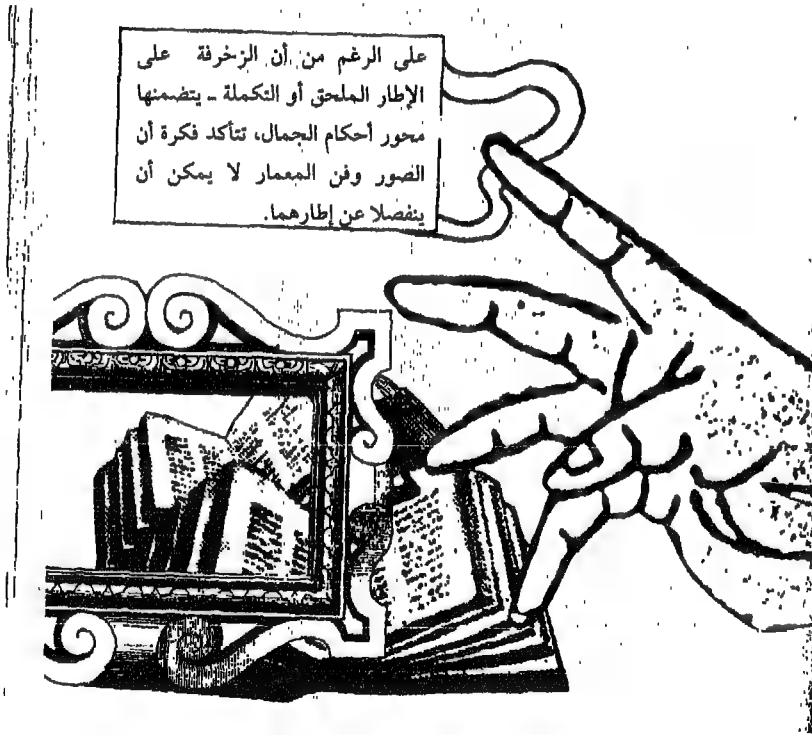 على الرغم من أن الزخرفة على
الإطار الملحق أو التكملة - يتضمنها
محور أحكام الجمال، تتأكد فكرة أن
الصور وفن المعمار لا يمكن أن
ينفصلا عن إطارهما.